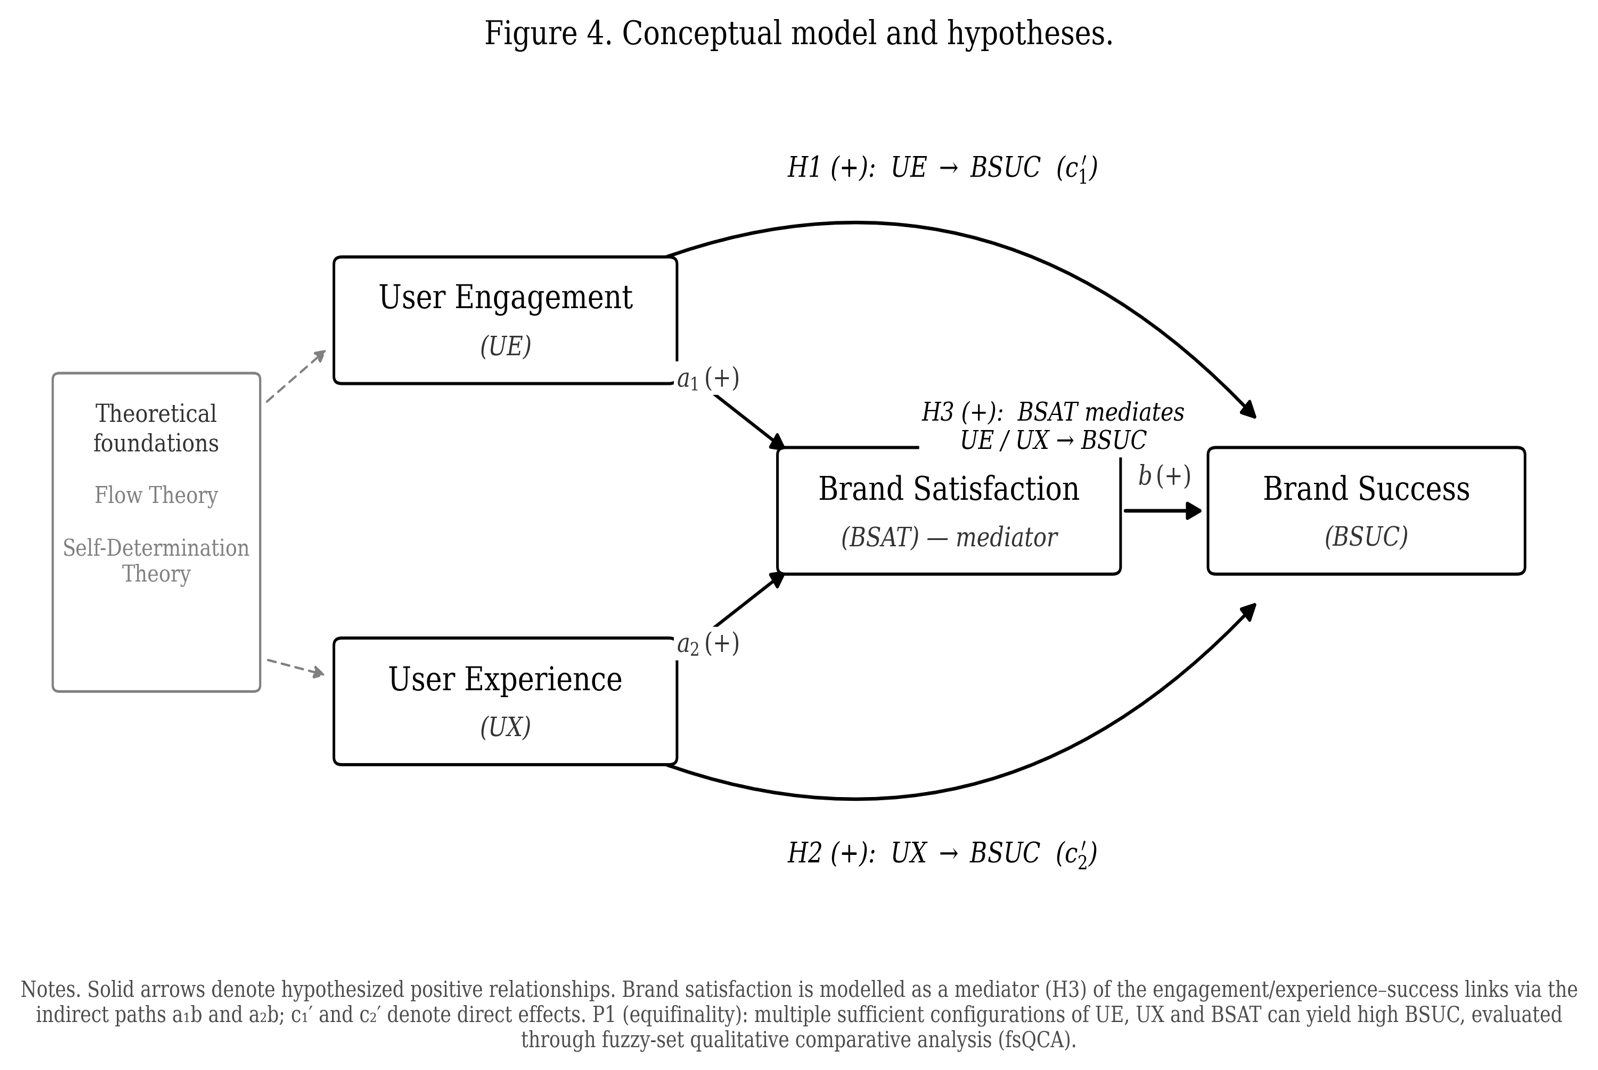 Figure 4. Conceptual model and hypotheses.
H1 (+): UE → BSUC (c₁′)
User Engagement
(UE)
a₁ (+)
Theoretical
foundations
Flow Theory
Self-Determination
Theory
H3 (+): BSAT mediates
UE / UX → BSUC
Brand Satisfaction
(BSAT) — mediator
b (+)
Brand Success
(BSUC)
a₂ (+)
User Experience
(UX)
H2 (+): UX → BSUC (c₂′)
Notes. Solid arrows denote hypothesized positive relationships. Brand satisfaction is modelled as a mediator (H3) of the engagement/experience–success links via the
indirect paths a₁b and a₂b; c₁′ and c₂′ denote direct effects. P1 (equifinality): multiple sufficient configurations of UE, UX and BSAT can yield high BSUC, evaluated
through fuzzy-set qualitative comparative analysis (fsQCA).